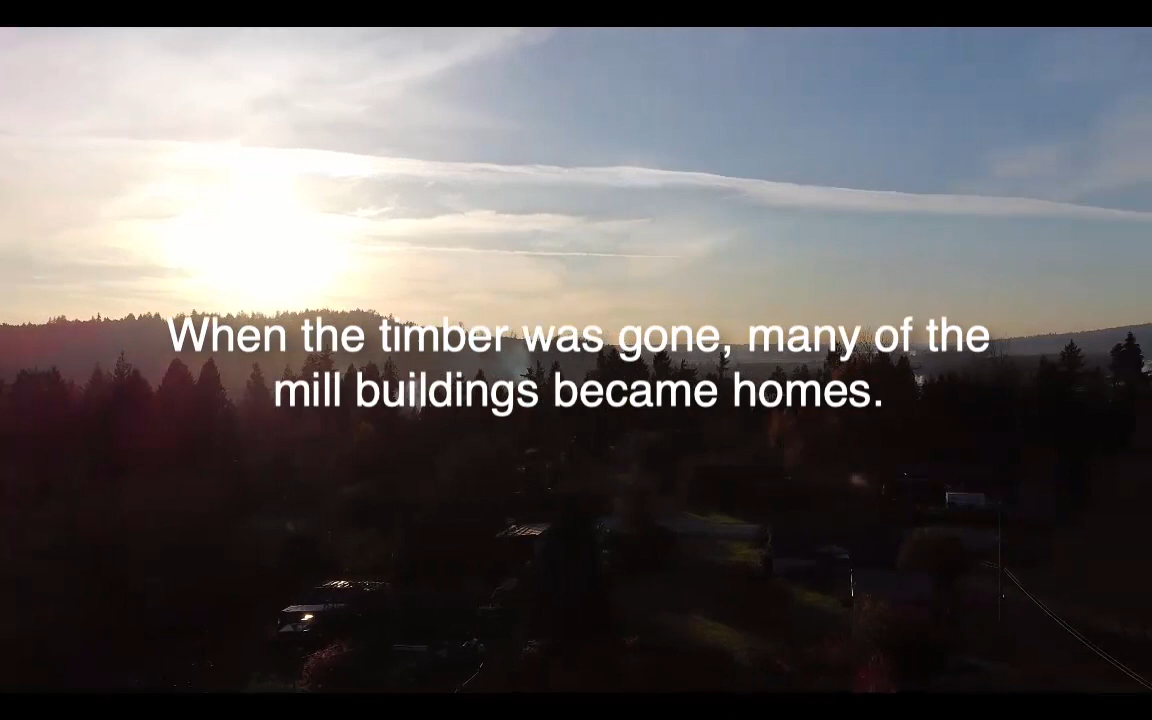 When the timber was gone, many of the
mill buildings became homes.